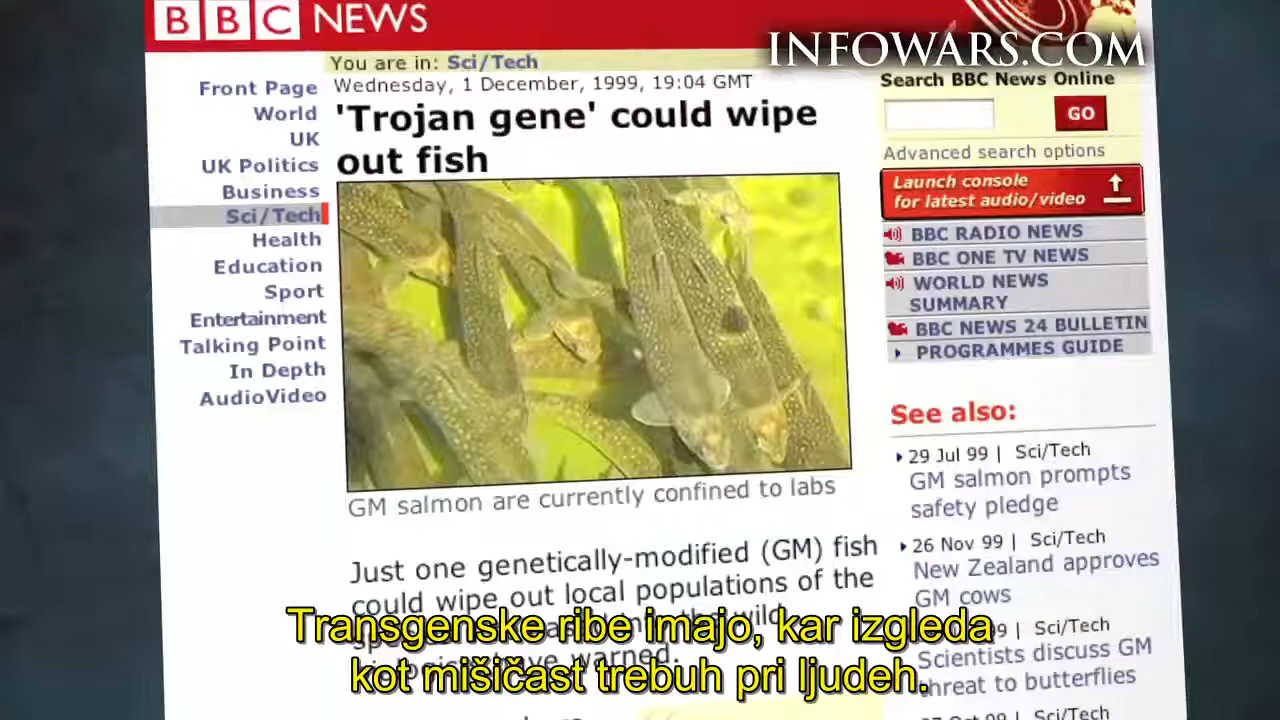 BBC NEWS
INFOWARS.COM
You are in: Sci/Tech
Wednesday, 1 December, 1999, 19:04 GMT
'Trojan gene' could wipe
out fish
GM salmon are currently confined to labs
Just one genetically-modified (GM) fish
could wipe out local populations of the
have warned.
Front Page
World
UK
UK Politics
Business
Sci/Tech
Health
Education
Sport
Entertainment
Talking Point
In Depth
AudioVideo
Search BBC News Online
GO
Advanced search options
Launch console
for latest audio/video
BBC RADIO NEWS
BBC ONE TV NEWS
WORLD NEWS
SUMMARY
BBC NEWS 24 BULLETIN
PROGRAMMES GUIDE
See also:
29 Jul 99 | Sci/Tech
GM salmon prompts
safety pledge
26 Nov 99 | Sci/Tech
New Zealand approves
GM cows
9 | Sci/Tech
Scientists discuss GM
threat to butterflies
99 | Sci/Tech
Transgenske ribe imajo, kar izgleda
kot mišičast trebuh pri ljudeh.